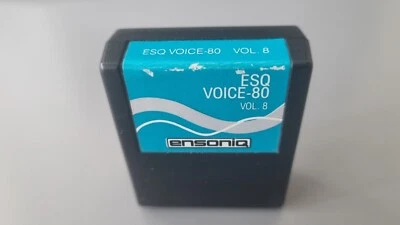 ESQ VOICE-80 VOL. 8
ESQ
VOICE-80
VOL. 8
ensoniq